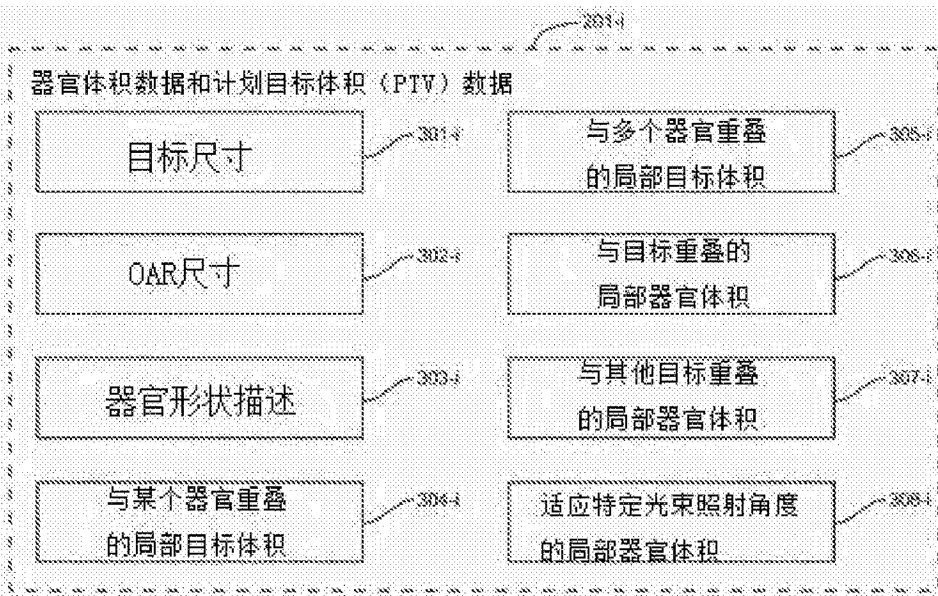 201-i
器官体积数据和计划目标体积（PTV）数据
目标尺寸
301-i
OAR尺寸
302-i
器官形状描述
303-i
与某个器官重叠
的局部目标体积
304-i
与多个器官重叠
的局部目标体积
305-i
与目标重叠的
局部器官体积
306-i
与其他目标重叠
的局部器官体积
307-i
适应特定光束照射角度
的局部器官体积
308-i